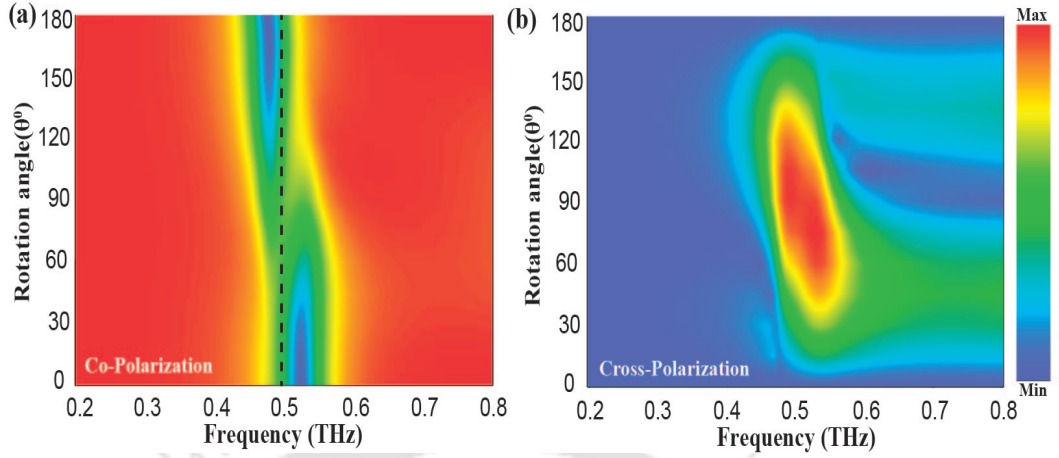 (a)
180
150
120
90
60
30
0
Rotation angle(θ⁰)
Co-Polarization
0.2 0.3 0.4 0.5 0.6 0.7 0.8
Frequency (THz)
(b)
180
150
120
90
60
30
0
Rotation angle(θ⁰)
Cross-Polarization
0.2 0.3 0.4 0.5 0.6 0.7 0.8
Frequency (THz)
Max
Min